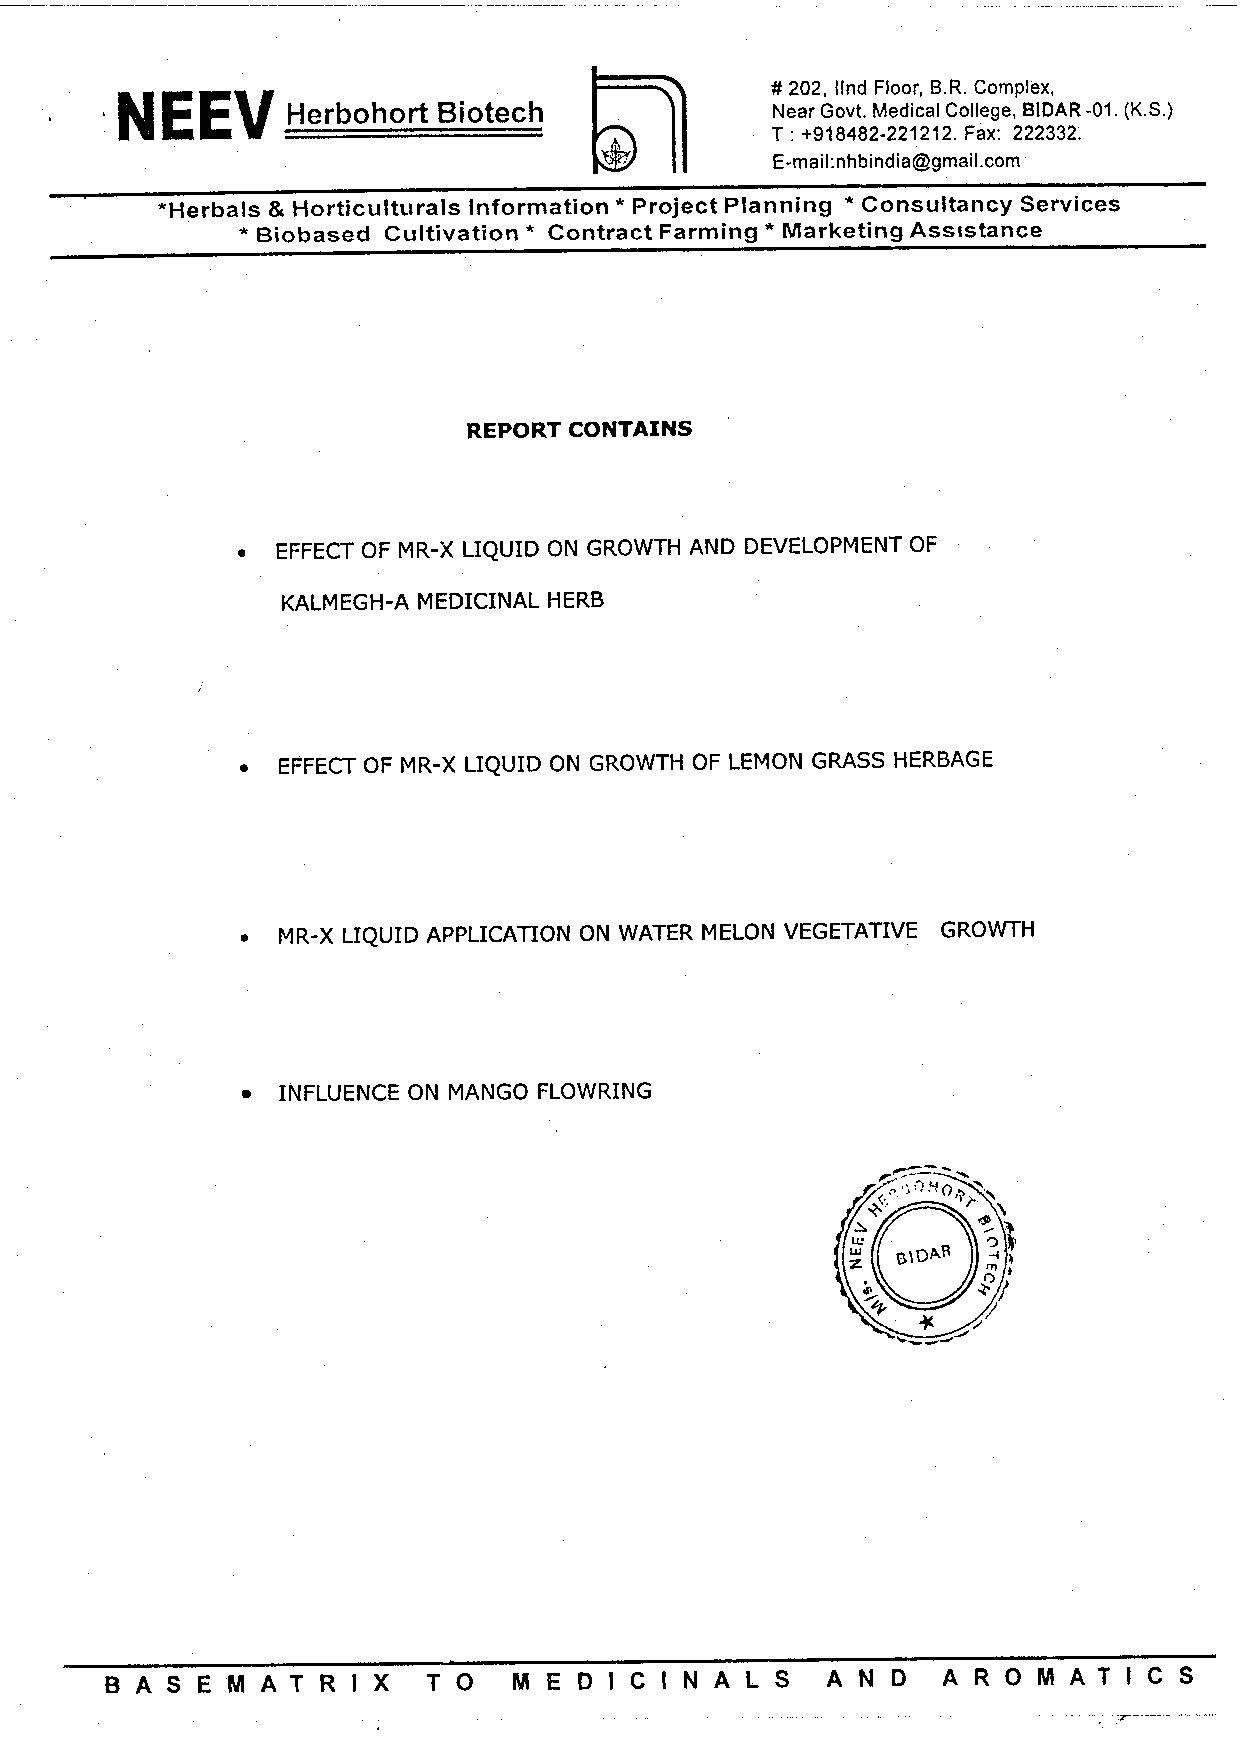 NEEV Herbohort Biotech
# 202, IInd Floor, B.R. Complex,
Near Govt. Medical College, BIDAR -01. (K.S.)
T : +918482-221212. Fax: 222332.
E-mail:nhbindia@gmail.com
*Herbals & Horticulturals Information * Project Planning * Consultancy Services
* Biobased Cultivation * Contract Farming * Marketing Assistance
REPORT CONTAINS
• EFFECT OF MR-X LIQUID ON GROWTH AND DEVELOPMENT OF
KALMEGH-A MEDICINAL HERB
• EFFECT OF MR-X LIQUID ON GROWTH OF LEMON GRASS HERBAGE
• MR-X LIQUID APPLICATION ON WATER MELON VEGETATIVE GROWTH
• INFLUENCE ON MANGO FLOWRING
M/s. NEEV HERBOHORT BIOTECH
BIDAR
BASEMATRIX TO MEDICINALS AND AROMATICS